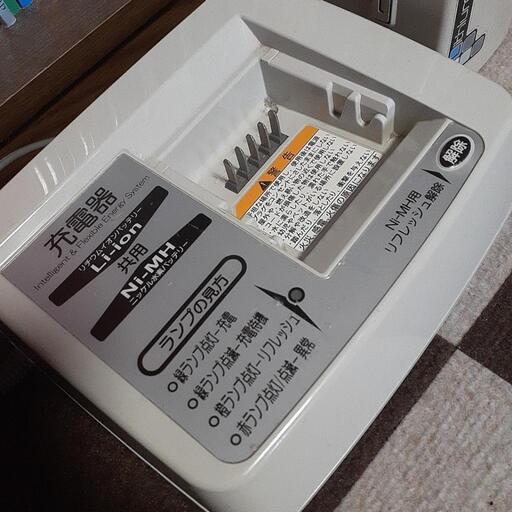 充電器
Intelligent & Flexible Energy System
リチウムイオンバッテリー
Li-ion
共用
Ni-MH
ニッケル水素バッテリー
ランプの見方
緑ランプ点灯─充電
緑ランプ点滅─充電待機
橙ランプ点灯─リフレッシュ
赤ランプ点灯/点滅─異常
警告
解除
Ni-MH用
リフレッシュ解除